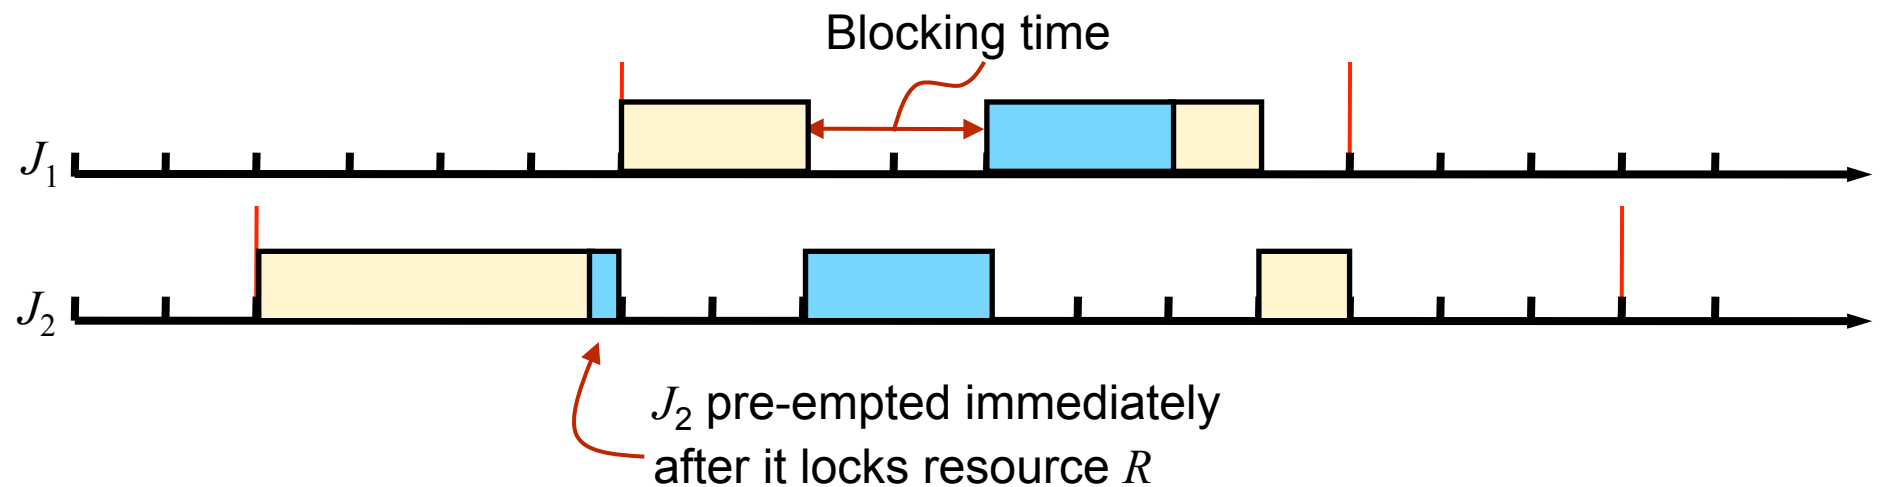 Blocking time
J1
J2
J2 pre-empted immediately
after it locks resource R